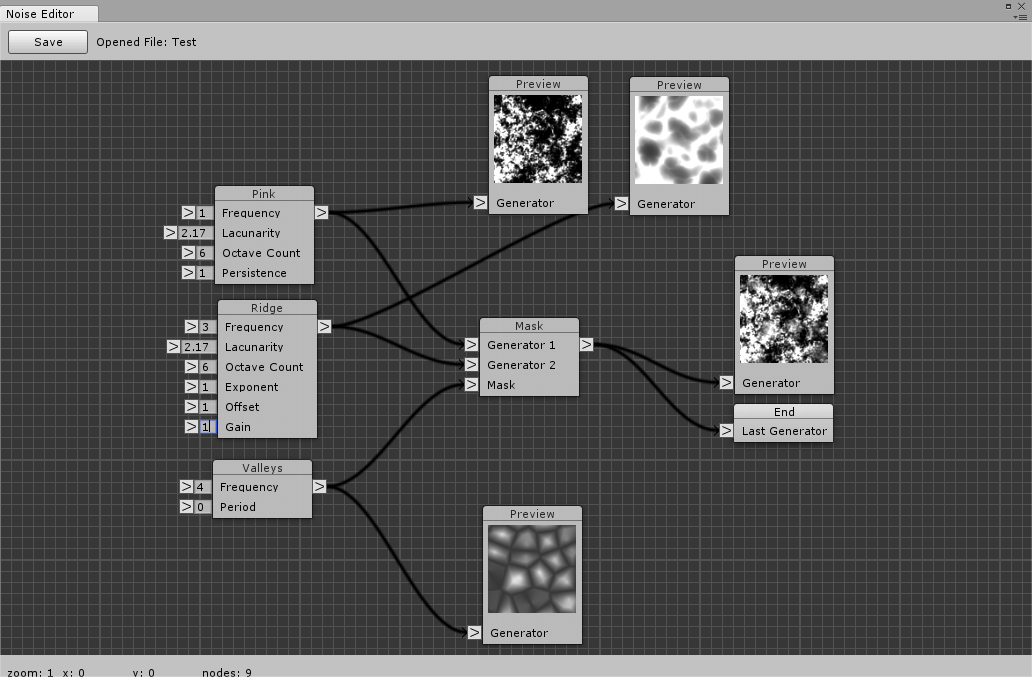 Noise Editor
Save
Opened File: Test
Preview
Generator
Preview
Generator
Pink
> 1 Frequency >
> 2.17 Lacunarity
> 6 Octave Count
> 1 Persistence
Ridge
> 3 Frequency >
> 2.17 Lacunarity
> 6 Octave Count
> 1 Exponent
> 1 Offset
> 1 Gain
Valleys
> 4 Frequency >
> 0 Period
Mask
> Generator 1 >
> Generator 2
> Mask
Preview
> Generator
End
> Last Generator
Preview
> Generator
zoom: 1 x: 0 y: 0 nodes: 9